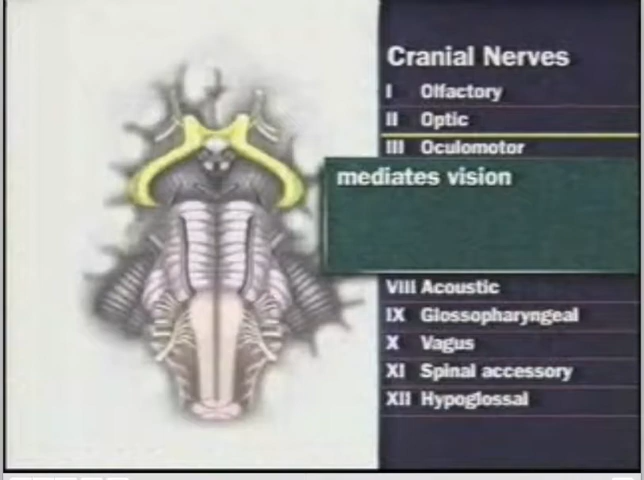 Cranial Nerves
I Olfactory
II Optic
III Oculomotor
mediates vision
VIII Acoustic
IX Glossopharyngeal
X Vagus
XI Spinal accessory
XII Hypoglossal